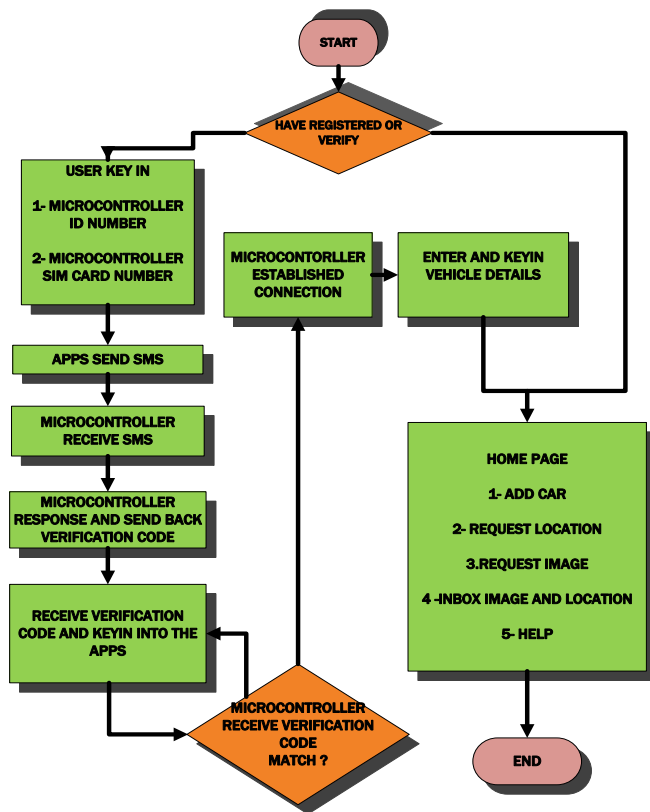 START
HAVE REGISTERED OR
VERIFY
USER KEY IN
1- MICROCONTROLLER
ID NUMBER
2- MICROCONTROLLER
SIM CARD NUMBER
APPS SEND SMS
MICROCONTROLLER
RECEIVE SMS
MICROCONTROLLER
RESPONSE AND SEND BACK
VERIFICATION CODE
RECEIVE VERIFICATION
CODE AND KEYIN INTO THE
APPS
MICROCONTROLLER
RECEIVE VERIFICATION
CODE
MATCH ?
MICROCONTORLLER
ESTABLISHED
CONNECTION
ENTER AND KEYIN
VEHICLE DETAILS
HOME PAGE
1- ADD CAR
2- REQUEST LOCATION
3.REQUEST IMAGE
4 -INBOX IMAGE AND LOCATION
5- HELP
END